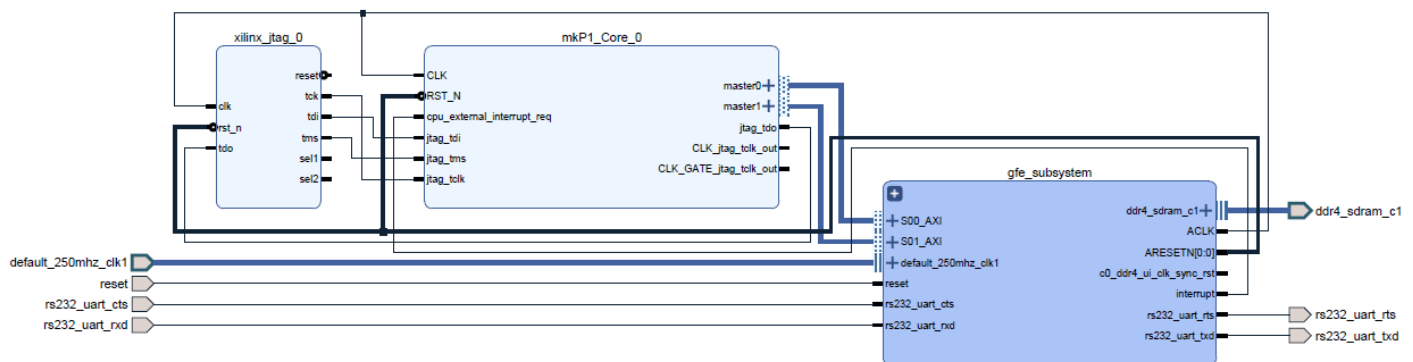 xilinx_jtag_0
reset
tck
clk
tdi
rst_n
tms
tdo
sel1
sel2
mkP1_Core_0
CLK
RST_N
cpu_external_interrupt_req
jtag_tdi
jtag_tms
jtag_tclk
master0
master1
jtag_tdo
CLK_jtag_tclk_out
CLK_GATE_jtag_tclk_out
gfe_subsystem
S00_AXI
S01_AXI
default_250mhz_clk1
reset
rs232_uart_cts
rs232_uart_rxd
ddr4_sdram_c1
ACLK
ARESETN[0:0]
c0_ddr4_ui_clk_sync_rst
interrupt
rs232_uart_rts
rs232_uart_txd
default_250mhz_clk1
reset
rs232_uart_cts
rs232_uart_rxd
ddr4_sdram_c1
rs232_uart_rts
rs232_uart_txd